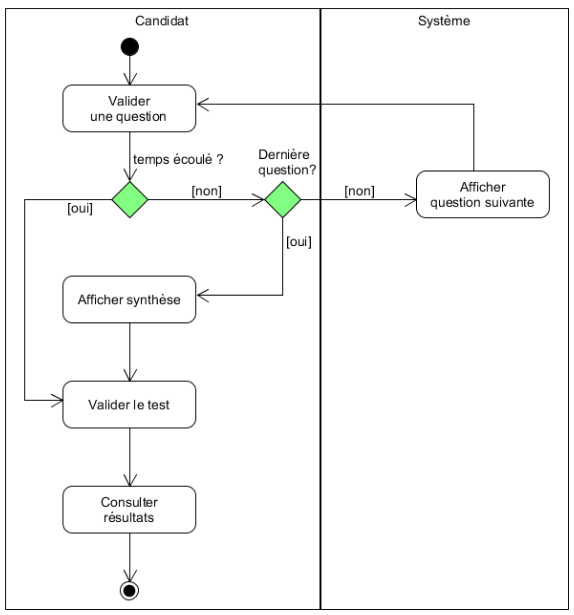 Candidat
Système
Valider
une question
temps écoulé ?
Dernière
question?
[oui]
[non]
[non]
Afficher
question suivante
[oui]
Afficher synthèse
Valider le test
Consulter
résultats